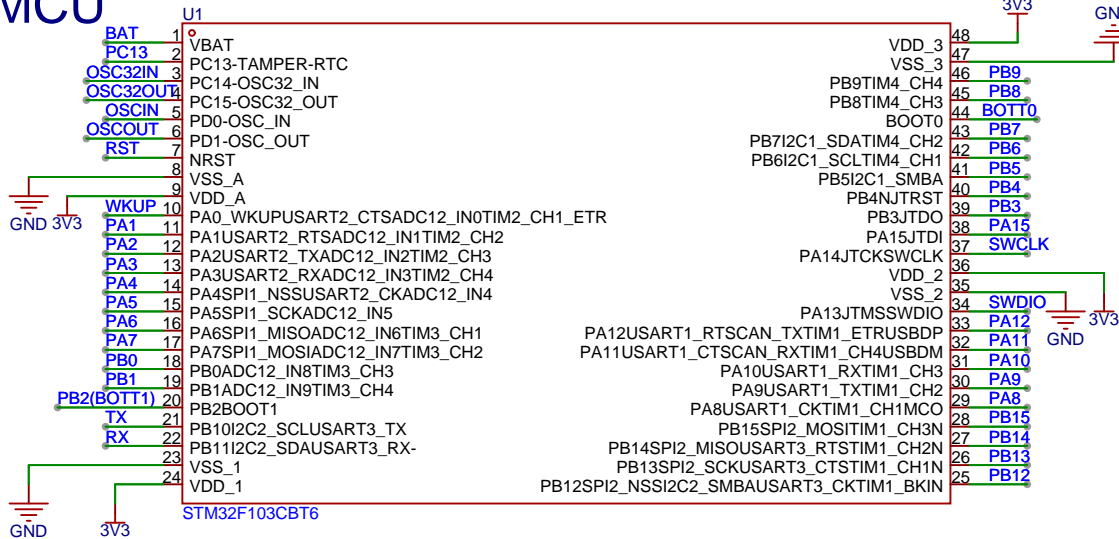 MCU
U1
3V3
GN
BAT 1 VBAT
PC13 2 PC13-TAMPER-RTC
OSC32IN 3 PC14-OSC32_IN
OSC32OUT 4 PC15-OSC32_OUT
OSCIN 5 PD0-OSC_IN
OSCOUT 6 PD1-OSC_OUT
RST 7 NRST
8 VSS_A
9 VDD_A
GND 3V3
WKUP 10 PA0_WKUPUSART2_CTSADC12_IN0TIM2_CH1_ETR
PA1 11 PA1USART2_RTSADC12_IN1TIM2_CH2
PA2 12 PA2USART2_TXADC12_IN2TIM2_CH3
PA3 13 PA3USART2_RXADC12_IN3TIM2_CH4
PA4 14 PA4SPI1_NSSUSART2_CKADC12_IN4
PA5 15 PA5SPI1_SCKADC12_IN5
PA6 16 PA6SPI1_MISOADC12_IN6TIM3_CH1
PA7 17 PA7SPI1_MOSIADC12_IN7TIM3_CH2
PB0 18 PB0ADC12_IN8TIM3_CH3
PB1 19 PB1ADC12_IN9TIM3_CH4
PB2(BOTT1) 20 PB2BOOT1
TX 21 PB10I2C2_SCLUSART3_TX
RX 22 PB11I2C2_SDAUSART3_RX-
23 VSS_1
24 VDD_1
GND
3V3
VDD_3 48
VSS_3 47
PB9TIM4_CH4 46 PB9
PB8TIM4_CH3 45 PB8
BOOT0 44 BOTT0
PB7I2C1_SDATIM4_CH2 43 PB7
PB6I2C1_SCLTIM4_CH1 42 PB6
PB5I2C1_SMBA 41 PB5
PB4NJTRST 40 PB4
PB3JTDO 39 PB3
PA15JTDI 38 PA15
PA14JTCKSWCLK 37 SWCLK
VDD_2 36
VSS_2 35
PA13JTMSSWDIO 34 SWDIO
PA12USART1_RTSCAN_TXTIM1_ETRUSBDP 33 PA12
PA11USART1_CTSCAN_RXTIM1_CH4USBDM 32 PA11
GND
3V3
PA10USART1_RXTIM1_CH3 31 PA10
PA9USART1_TXTIM1_CH2 30 PA9
PA8USART1_CKTIM1_CH1MCO 29 PA8
PB15SPI2_MOSITIM1_CH3N 28 PB15
PB14SPI2_MISOUSART3_RTSTIM1_CH2N 27 PB14
PB13SPI2_SCKUSART3_CTSTIM1_CH1N 26 PB13
PB12SPI2_NSSI2C2_SMBAUSART3_CKTIM1_BKIN 25 PB12
STM32F103CBT6